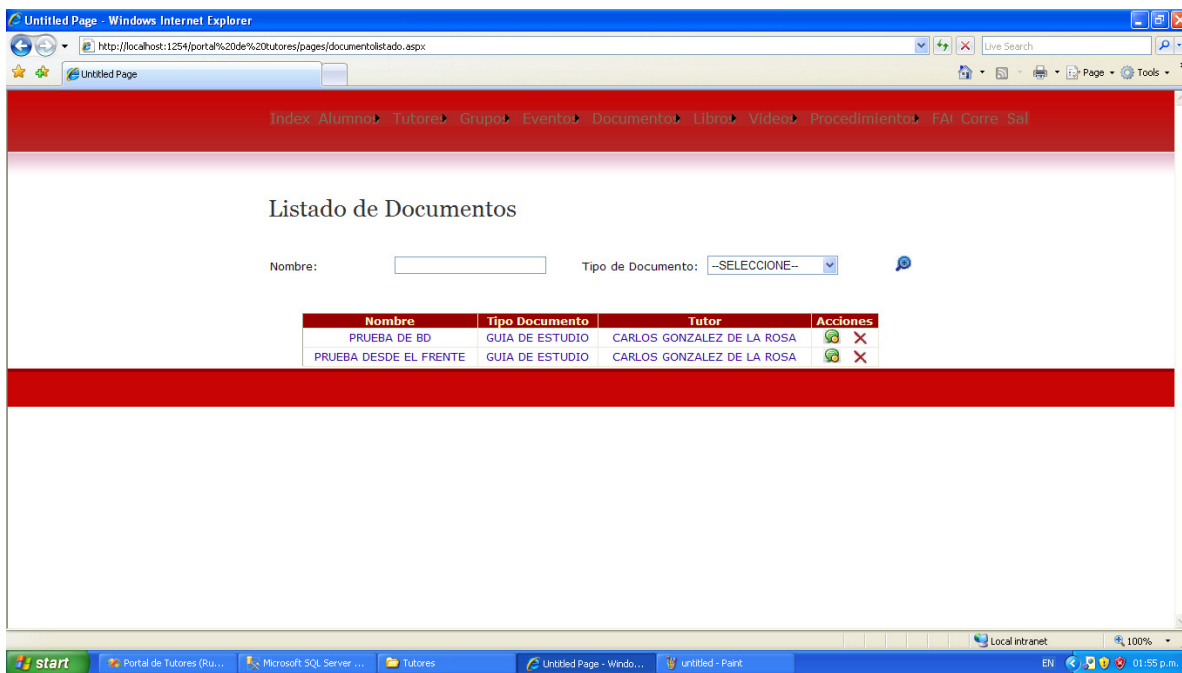 Untitled Page - Windows Internet Explorer
http://localhost:1254/portal%20de%20tutores/pages/documentolistado.aspx
Live Search
Untitled Page
Page
Tools
Index Alumnos Tutores Grupos Eventos Documentos Libros Videos Procedimientos FA Corre Sal
Listado de Documentos
Nombre:
Tipo de Documento: --SELECCIONE--
Nombre Tipo Documento Tutor Acciones
PRUEBA DE BD GUIA DE ESTUDIO CARLOS GONZALEZ DE LA ROSA
PRUEBA DESDE EL FRENTE GUIA DE ESTUDIO CARLOS GONZALEZ DE LA ROSA
Local intranet 100%
start Portal de Tutores (Ru... Microsoft SQL Server ... Tutores Untitled Page - Windo... untitled - Paint EN 01:55 p.m.